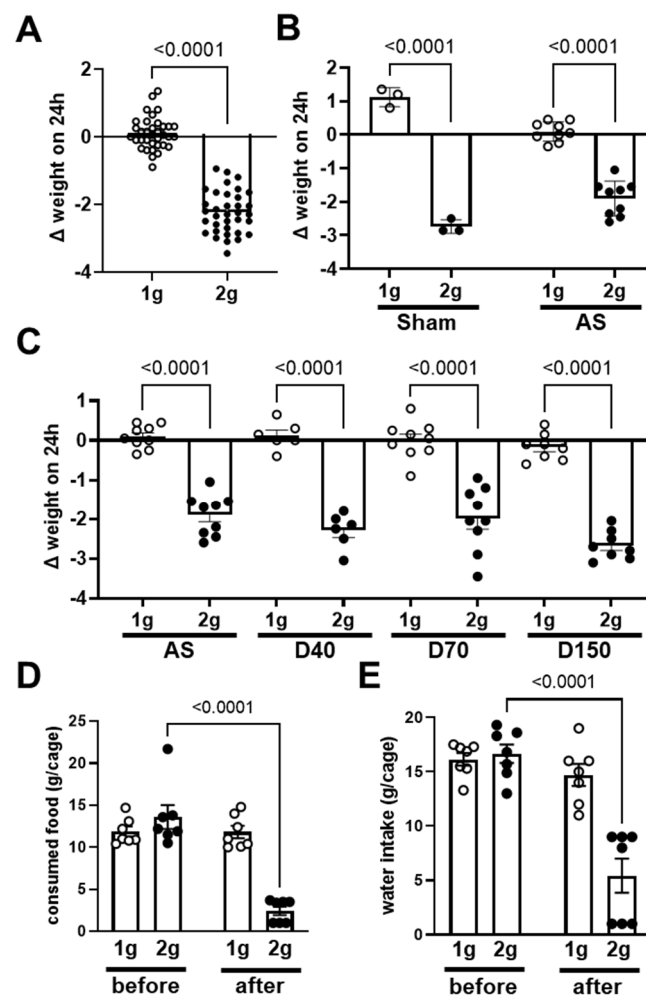 A
<0.0001
Δ weight on 24h
2
0
-2
-4
1g 2g
B
<0.0001 <0.0001
Δ weight on 24h
2
1
0
-1
-2
-3
-4
1g 2g 1g 2g
Sham AS
C
<0.0001 <0.0001 <0.0001 <0.0001
Δ weight on 24h
1
0
-1
-2
-3
-4
1g 2g 1g 2g 1g 2g 1g 2g
AS D40 D70 D150
D
<0.0001
consumed food (g/cage)
25
20
15
10
5
0
1g 2g 1g 2g
before after
E
<0.0001
water intake (g/cage)
20
15
10
5
0
1g 2g 1g 2g
before after